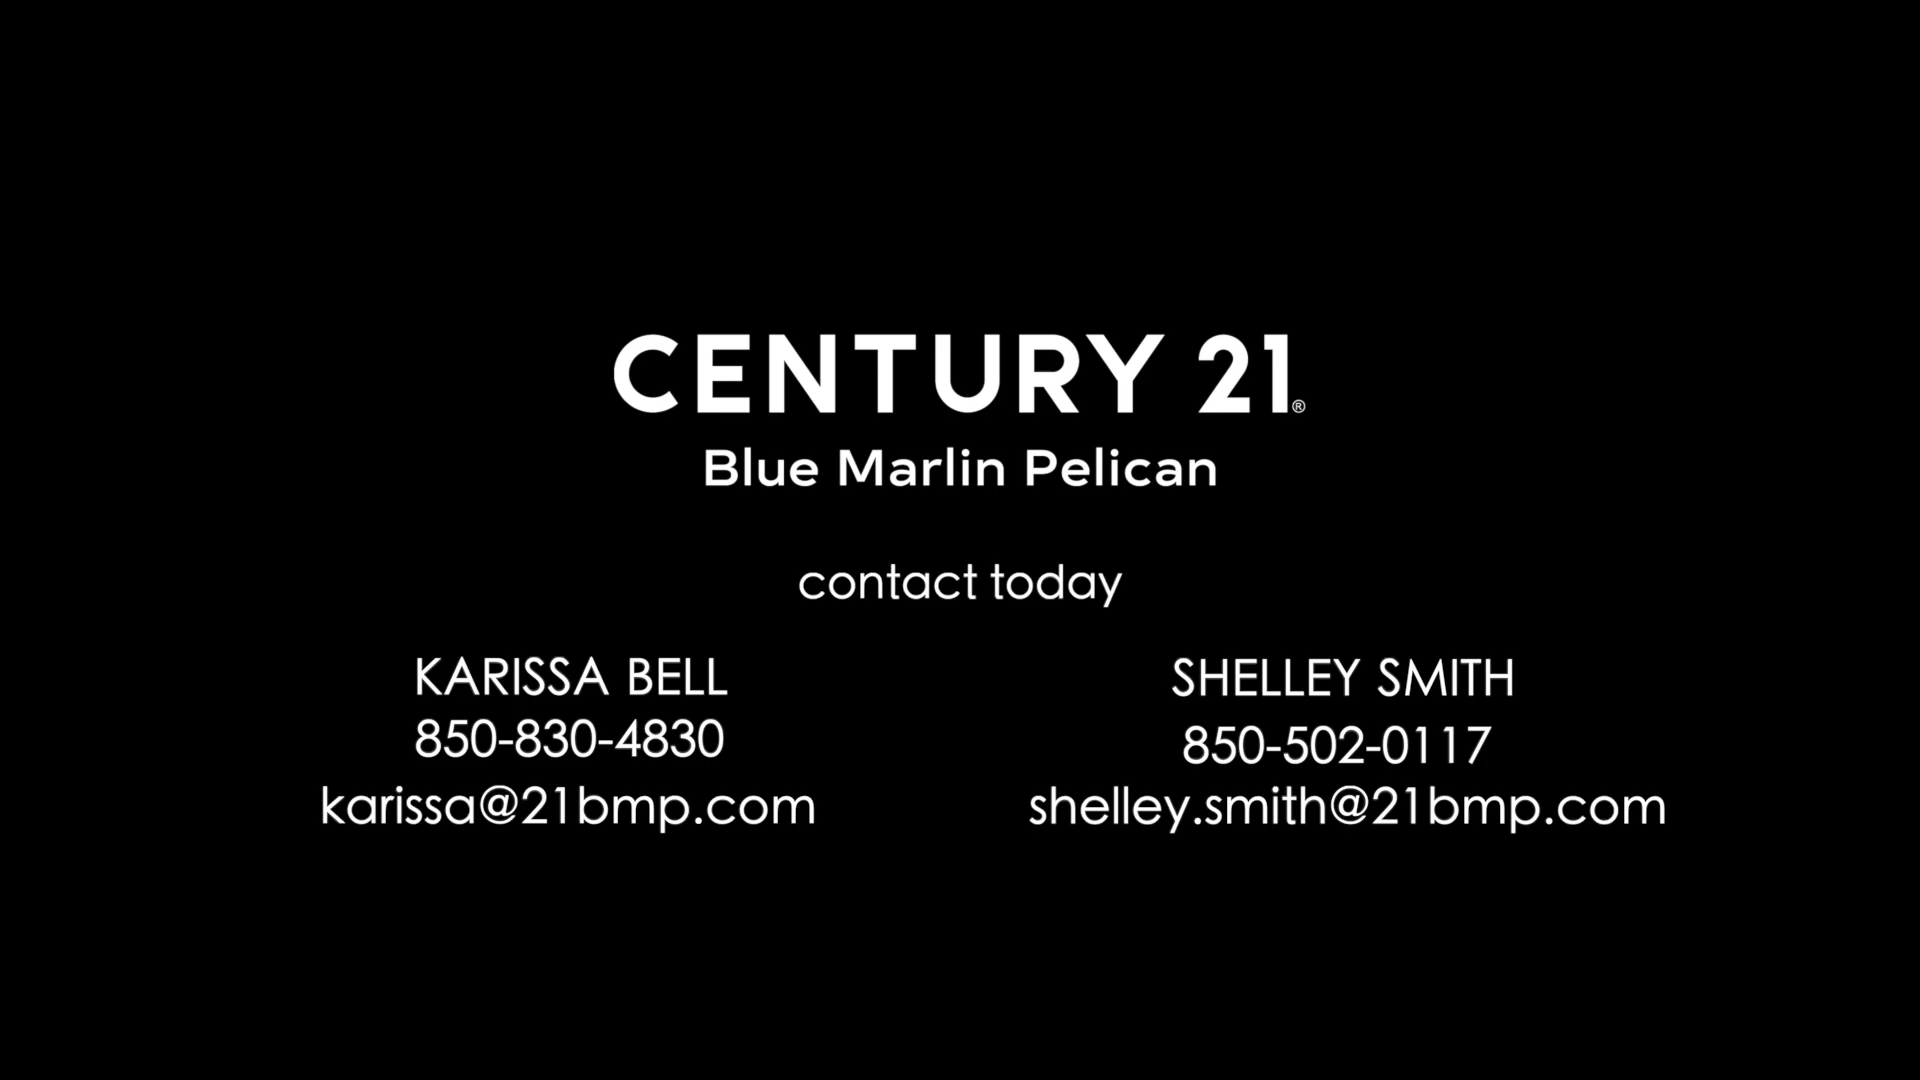 CENTURY 21®
Blue Marlin Pelican
contact today
KARISSA BELL
850-830-4830
karissa@21bmp.com
SHELLEY SMITH
850-502-0117
shelley.smith@21bmp.com